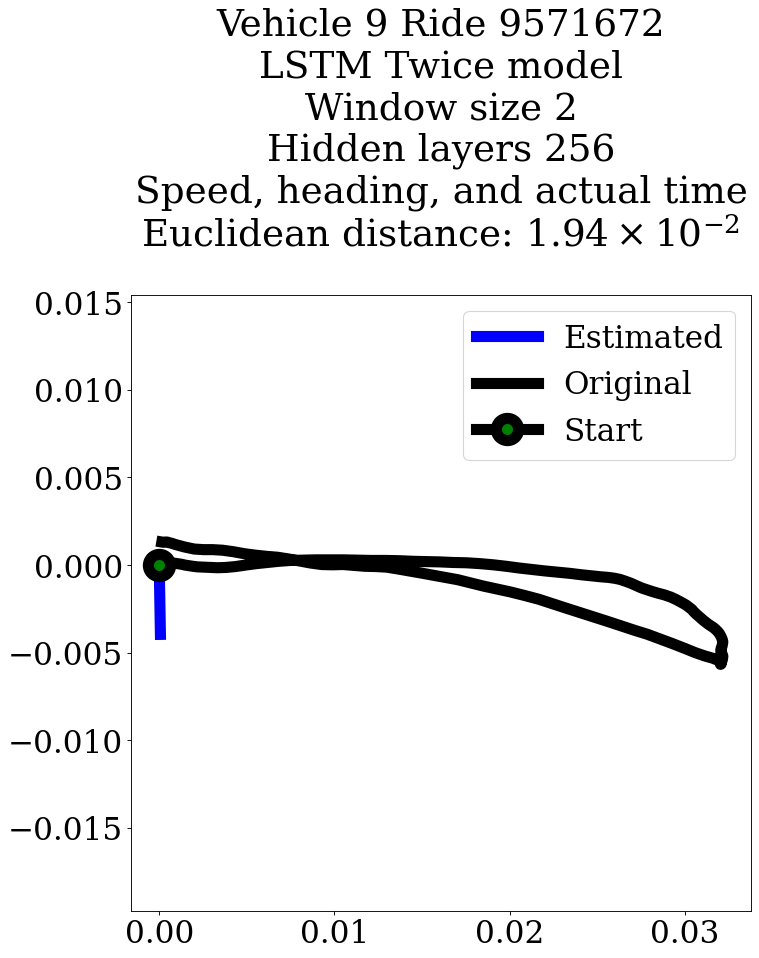 Vehicle 9 Ride 9571672
LSTM Twice model
Window size 2
Hidden layers 256
Speed, heading, and actual time
Euclidean distance: 1.94 × 10⁻²
0.015
0.010
0.005
0.000
−0.005
−0.010
−0.015
Estimated
Original
Start
0.00 0.01 0.02 0.03